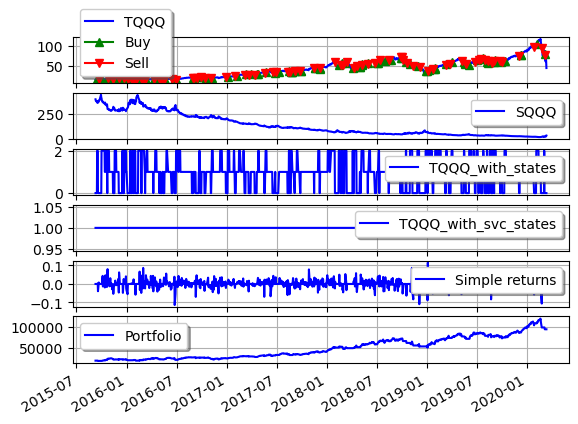 TQQQ
Buy
Sell
100
50
SQQQ
250
0
TQQQ_with_states
2
0
TQQQ_with_svc_states
1.05
1.00
0.95
Simple returns
0.1
0.0
−0.1
Portfolio
100000
50000
2015-07 2016-01 2016-07 2017-01 2017-07 2018-01 2018-07 2019-01 2019-07 2020-01